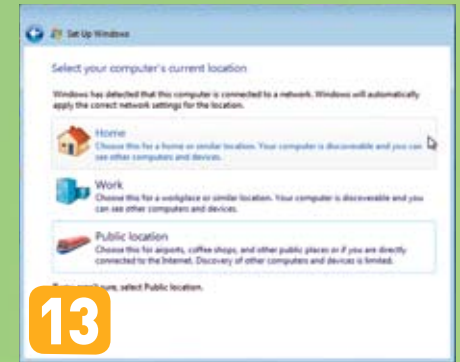 Set Up Windows
Select your computer's current location
Windows has detected that this computer is connected to a network. Windows will automatically
apply the correct network settings for the location.
Home
Choose this for a home or similar location. Your computer is discoverable and you can
see other computers and devices.
Work
Choose this for a workplace or similar location. Your computer is discoverable and you
can see other computers and devices.
Public location
Choose this for airports, coffee shops, and other public places or if you are directly
connected to the Internet. Discovery of other computers and devices is limited.
sure, select Public location.
13